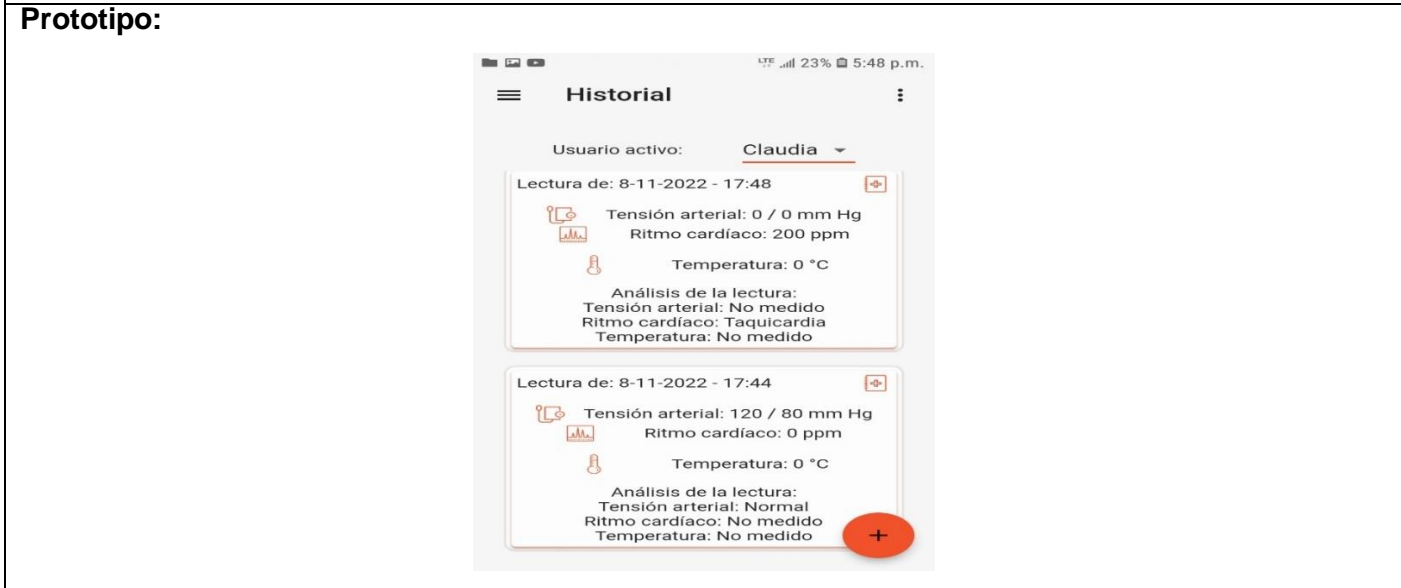 Prototipo:
LTE 23% 5:48 p.m.
Historial
Usuario activo: Claudia
Lectura de: 8-11-2022 - 17:48
Tensión arterial: 0 / 0 mm Hg
Ritmo cardíaco: 200 ppm
Temperatura: 0 °C
Análisis de la lectura:
Tensión arterial: No medido
Ritmo cardíaco: Taquicardia
Temperatura: No medido
Lectura de: 8-11-2022 - 17:44
Tensión arterial: 120 / 80 mm Hg
Ritmo cardíaco: 0 ppm
Temperatura: 0 °C
Análisis de la lectura:
Tensión arterial: Normal
Ritmo cardíaco: No medido
Temperatura: No medido
+